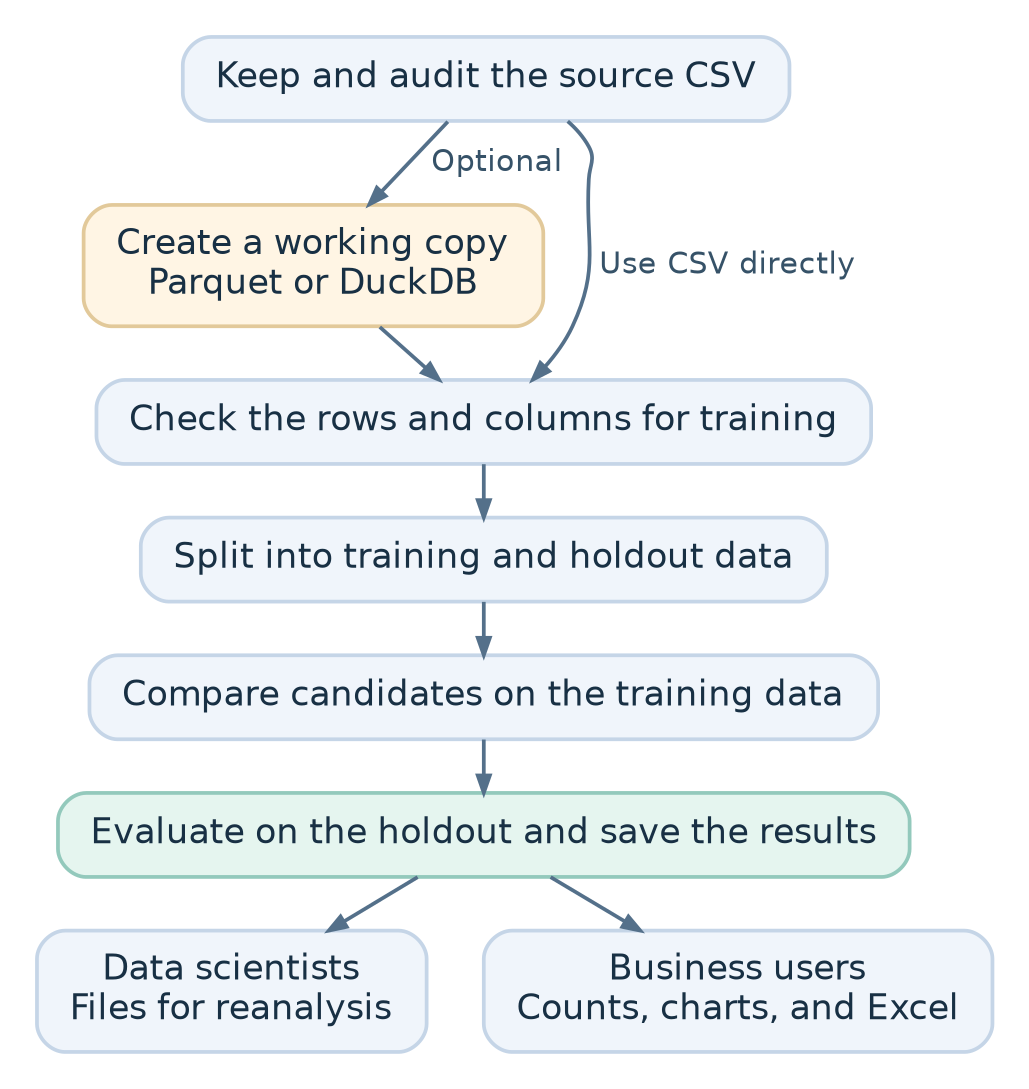 Keep and audit the source CSV
Optional
Create a working copy
Parquet or DuckDB
Use CSV directly
Check the rows and columns for training
Split into training and holdout data
Compare candidates on the training data
Evaluate on the holdout and save the results
Data scientists
Files for reanalysis
Business users
Counts, charts, and Excel